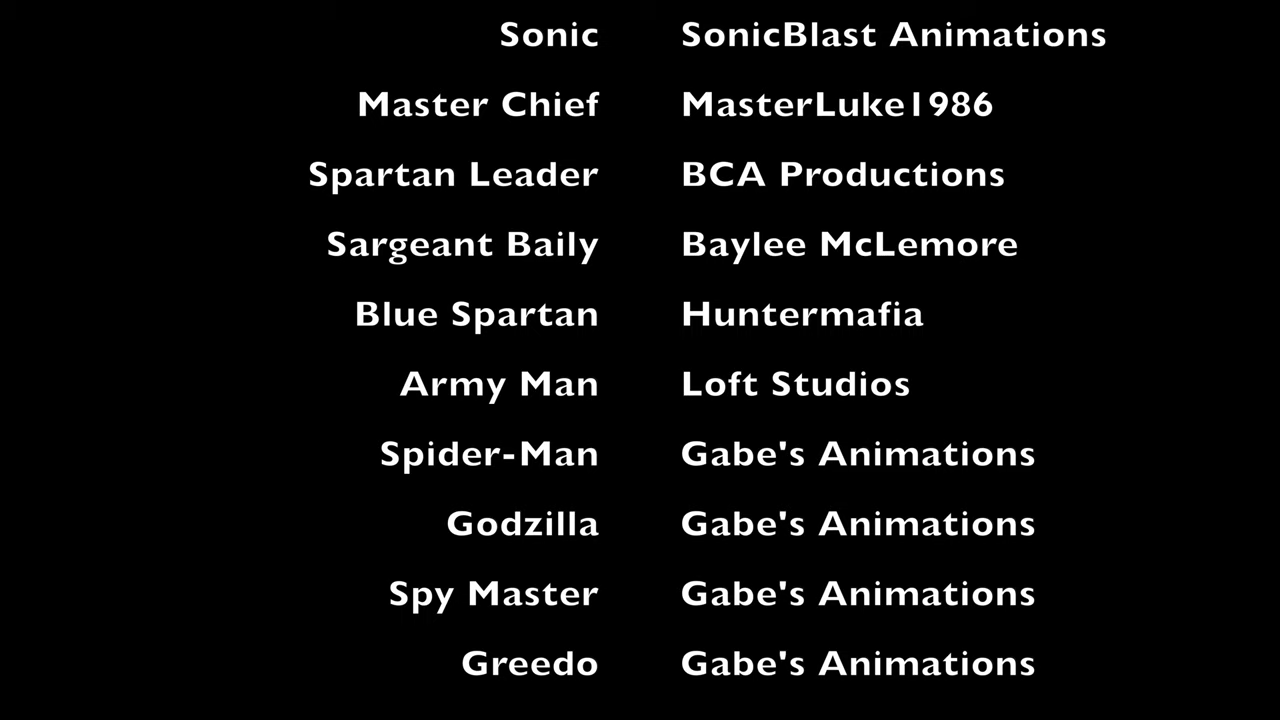 Sonic SonicBlast Animations
Master Chief MasterLuke1986
Spartan Leader BCA Productions
Sargeant Baily Baylee McLemore
Blue Spartan Huntermafia
Army Man Loft Studios
Spider-Man Gabe's Animations
Godzilla Gabe's Animations
Spy Master Gabe's Animations
Greedo Gabe's Animations